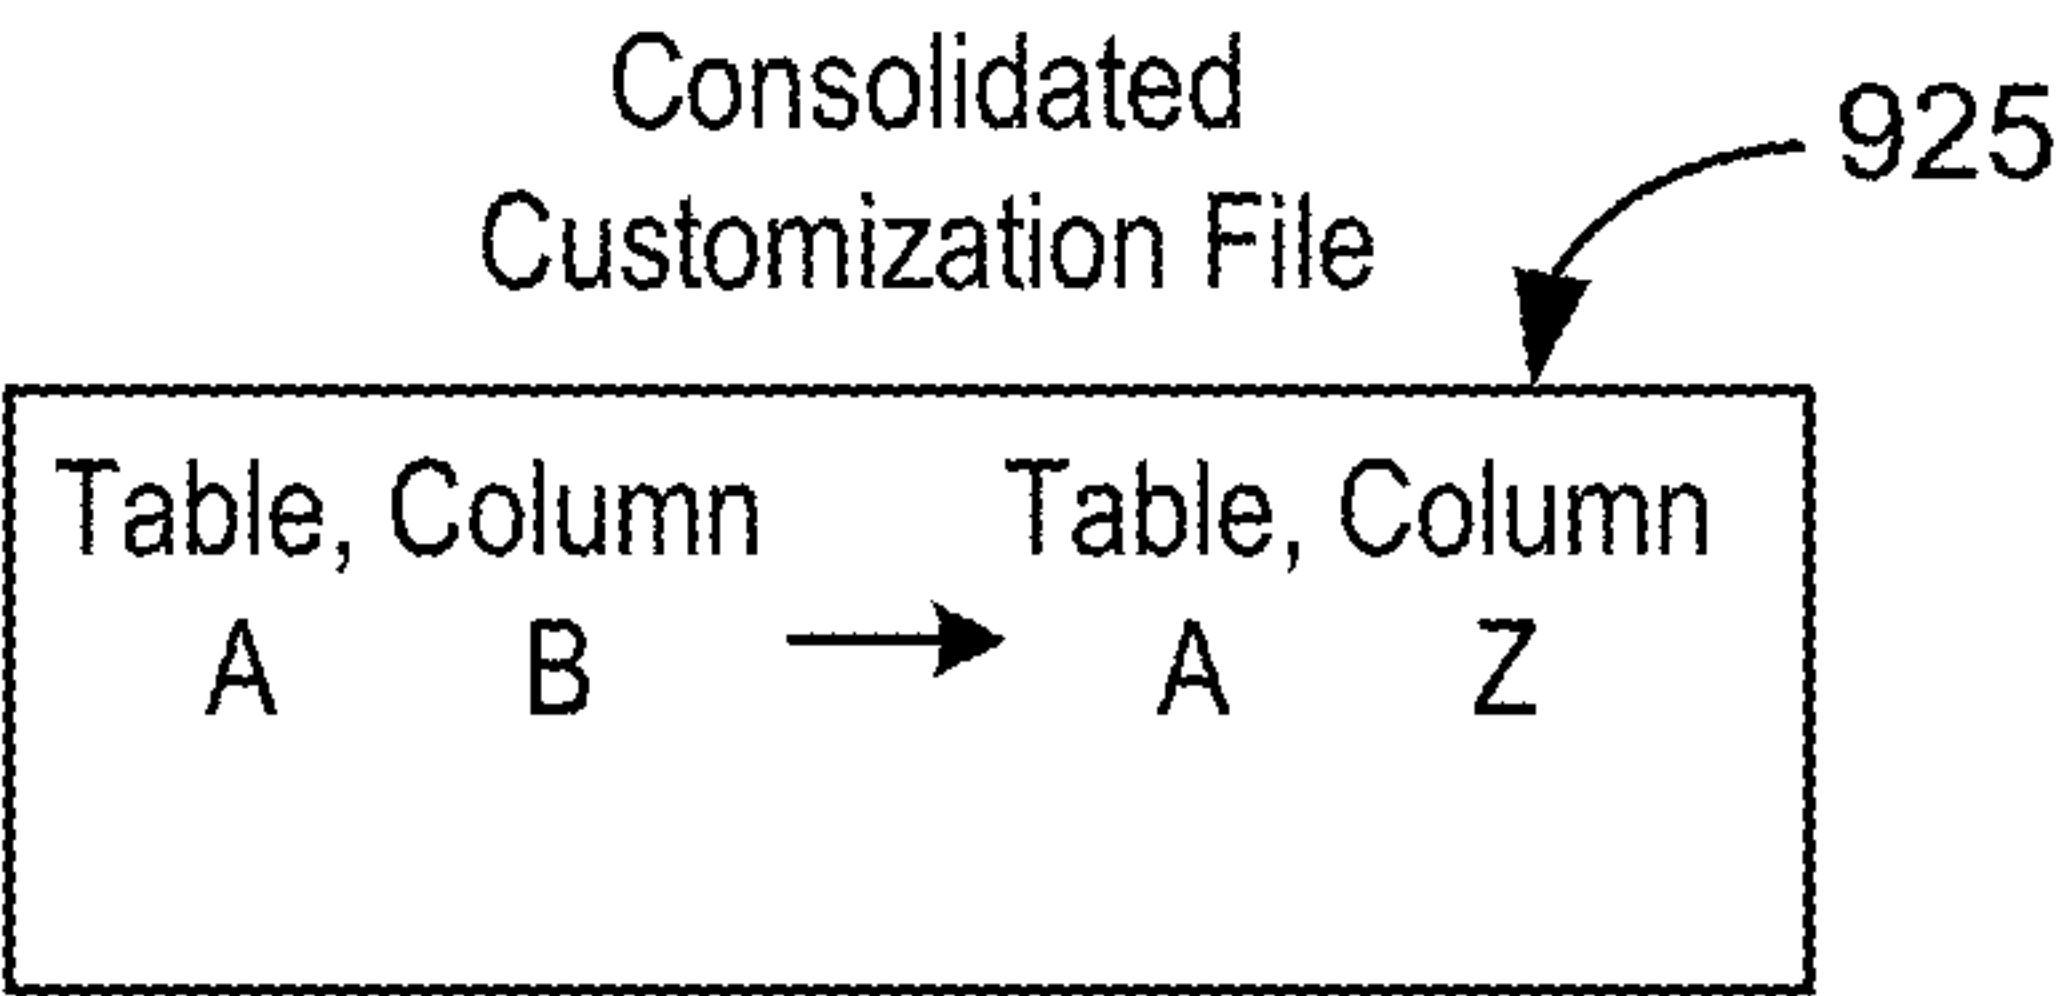 Consolidated
Customization File
925
Table, Column Table, Column
A B → A Z